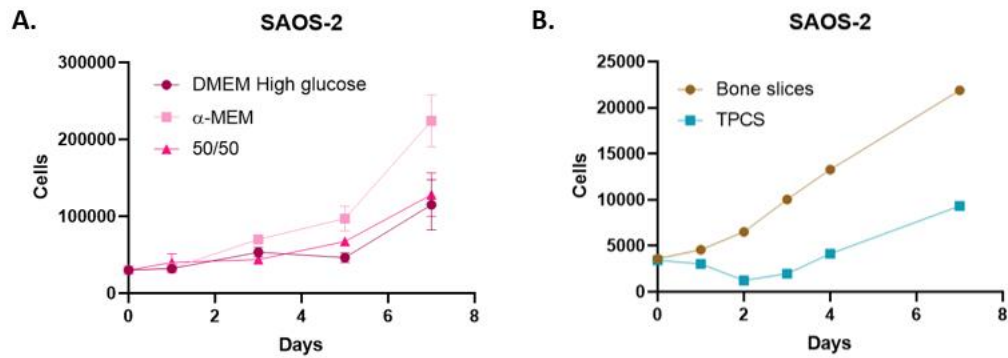 A.
SAOS-2
300000
200000
100000
0
Cells
DMEM High glucose
α-MEM
50/50
0 2 4 6 8
Days
B.
SAOS-2
25000
20000
15000
10000
5000
0
Cells
Bone slices
TPCS
0 2 4 6 8
Days